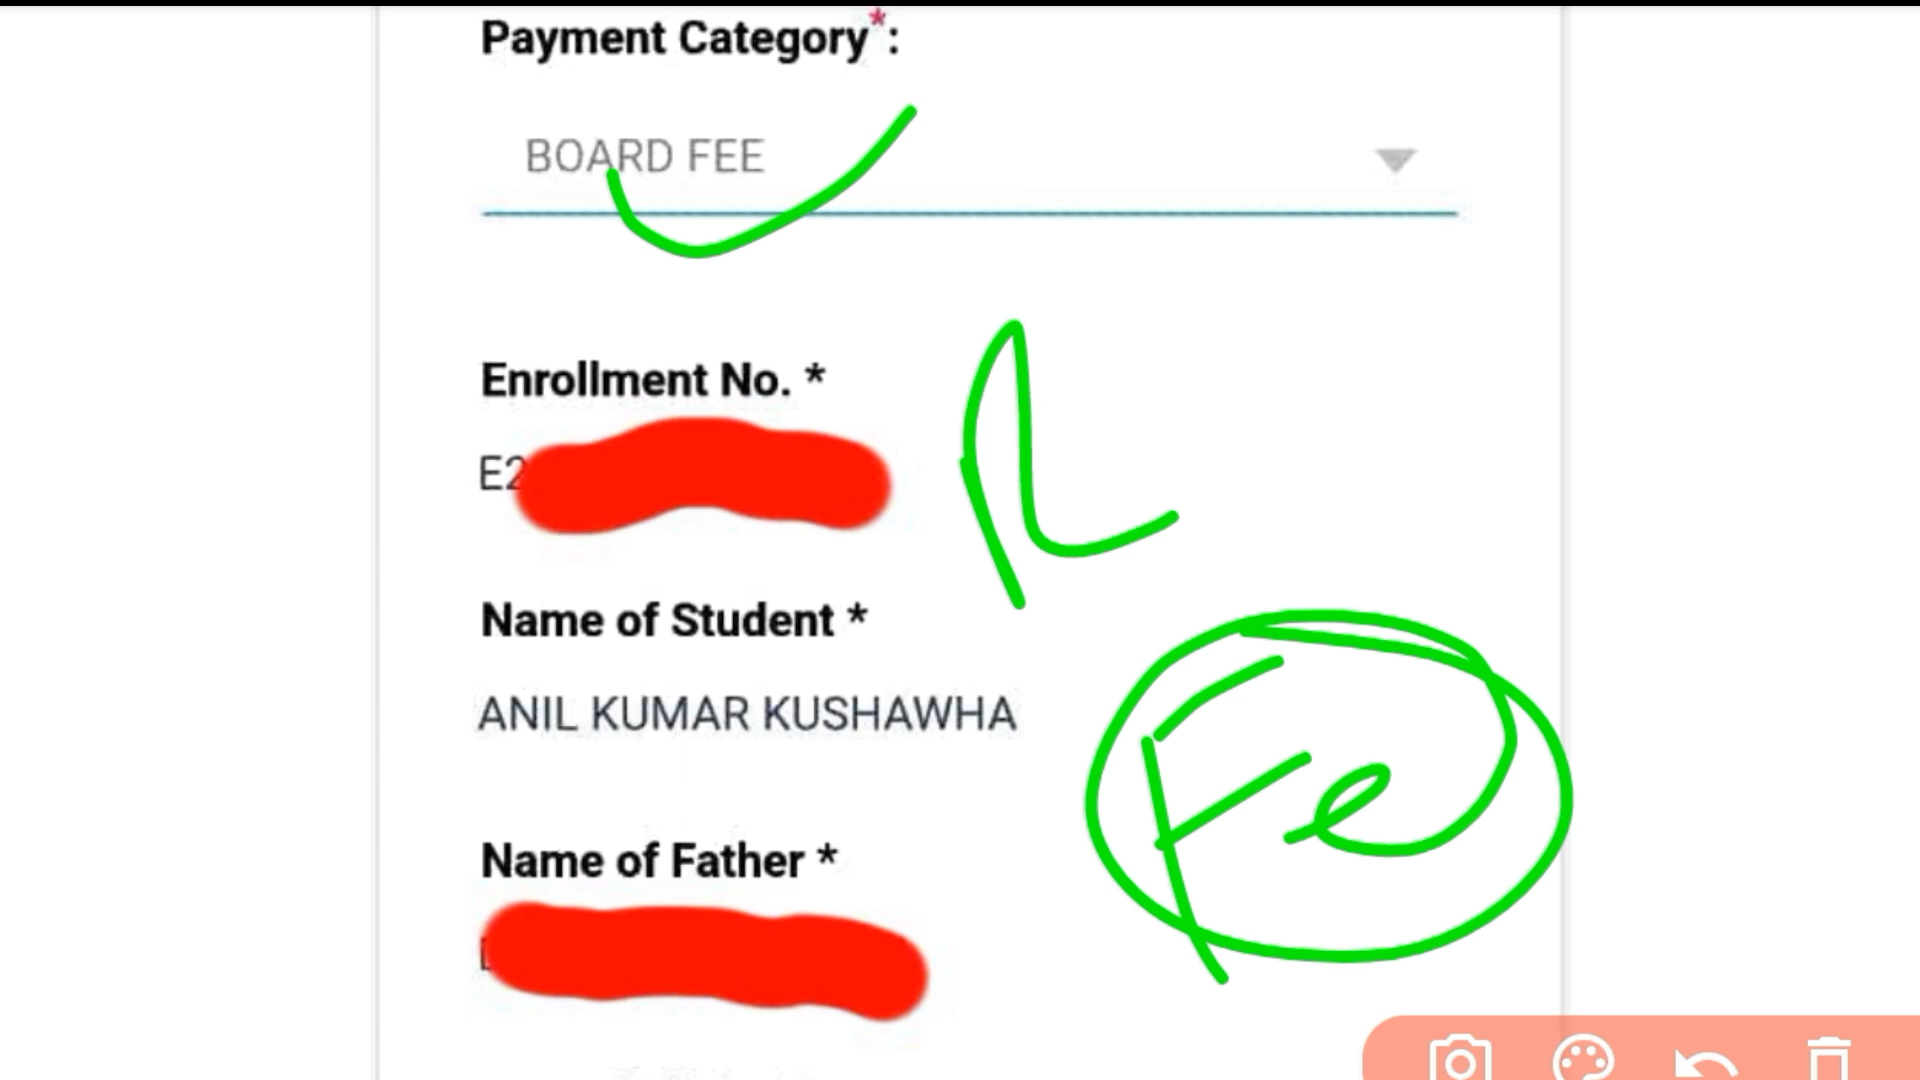 Payment Category*:
BOARD FEE
Enrollment No. *
E2
Name of Student *
ANIL KUMAR KUSHAWHA
Fe
Name of Father *